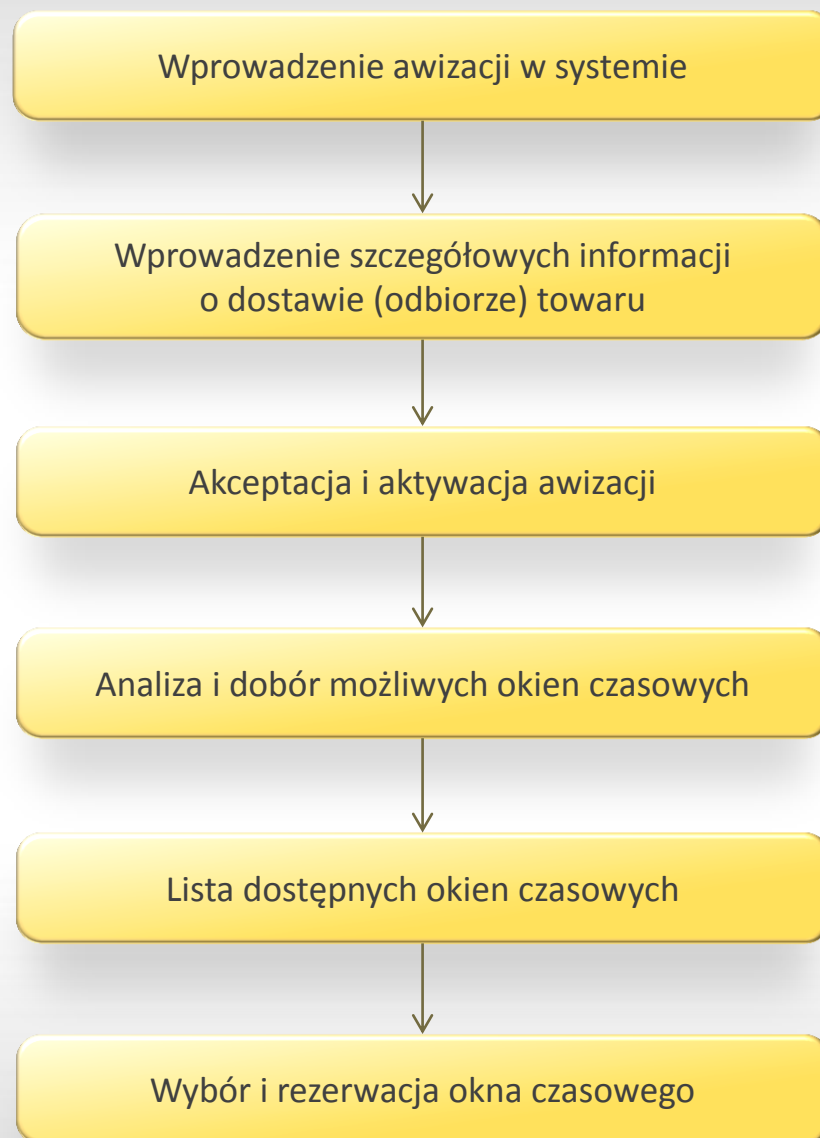 Wprowadzenie awizacji w systemie
Wprowadzenie szczegółowych informacji
o dostawie (odbiorze) towaru
Akceptacja i aktywacja awizacji
Analiza i dobór możliwych okien czasowych
Lista dostępnych okien czasowych
Wybór i rezerwacja okna czasowego